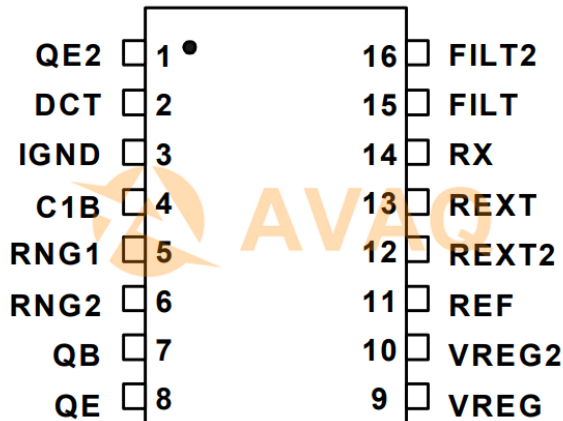 QE2 1 16 FILT2
DCT 2 15 FILT
IGND 3 14 RX
C1B 4 13 REXT
RNG1 5 12 REXT2
RNG2 6 11 REF
QB 7 10 VREG2
QE 8 9 VREG
AVAQ